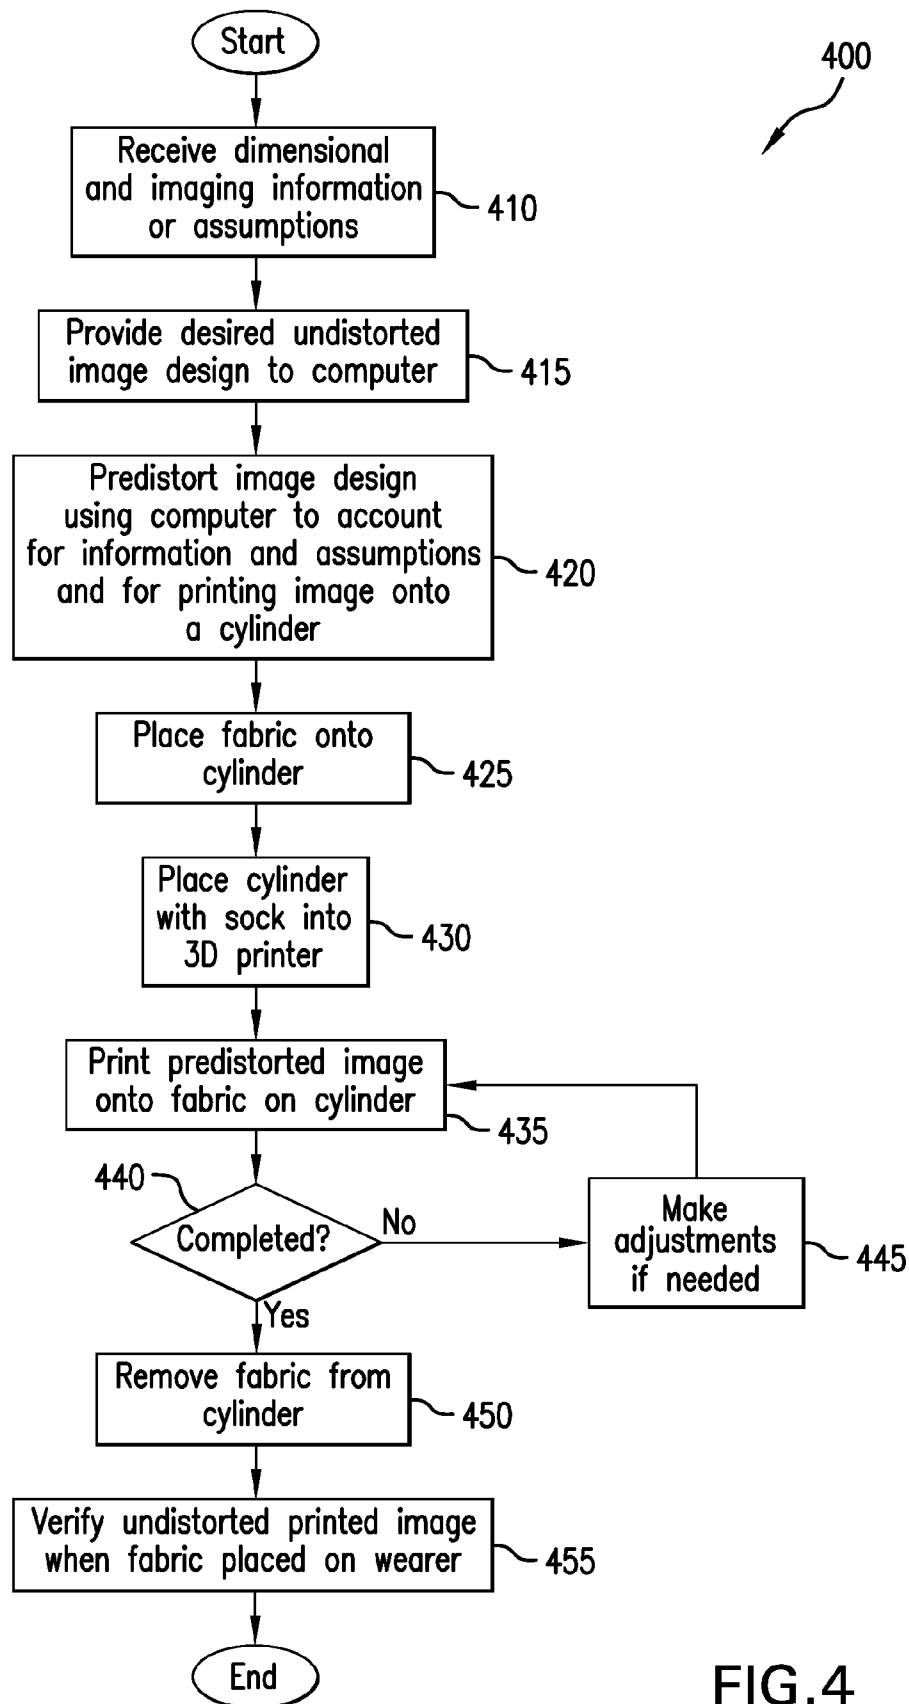 Start
400
Receive dimensional
and imaging information
or assumptions
410
Provide desired undistorted
image design to computer
415
Predistort image design
using computer to account
for information and assumptions
and for printing image onto
a cylinder
420
Place fabric onto
cylinder
425
Place cylinder
with sock into
3D printer
430
Print predistorted image
onto fabric on cylinder
435
440
Completed?
No
Make
adjustments
if needed
445
Yes
Remove fabric from
cylinder
450
Verify undistorted printed image
when fabric placed on wearer
455
End
FIG.4